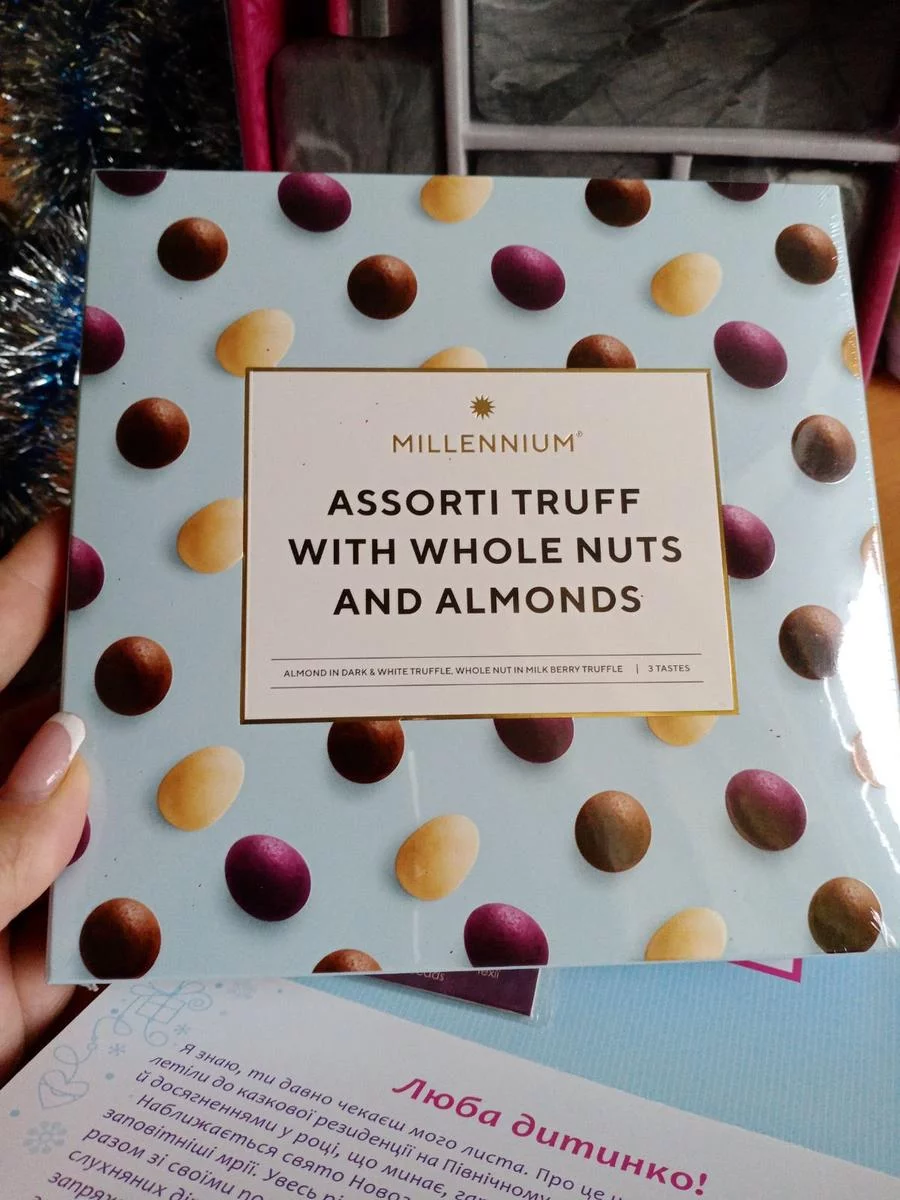 MILLENNIUM®
ASSORTI TRUFF
WITH WHOLE NUTS
AND ALMONDS
ALMOND IN DARK & WHITE TRUFFLE, WHOLE NUT IN MILK BERRY TRUFFLE | 3 TASTES
Люба дитинко!
Я знаю, ти давно чекаєш мого листа. Про це
летіли до казкової резиденції на Північному
й досягненнями у році, що минає,
Наближається свято
заповітніші мрії. Увесь
разом зі своїми
слухняних